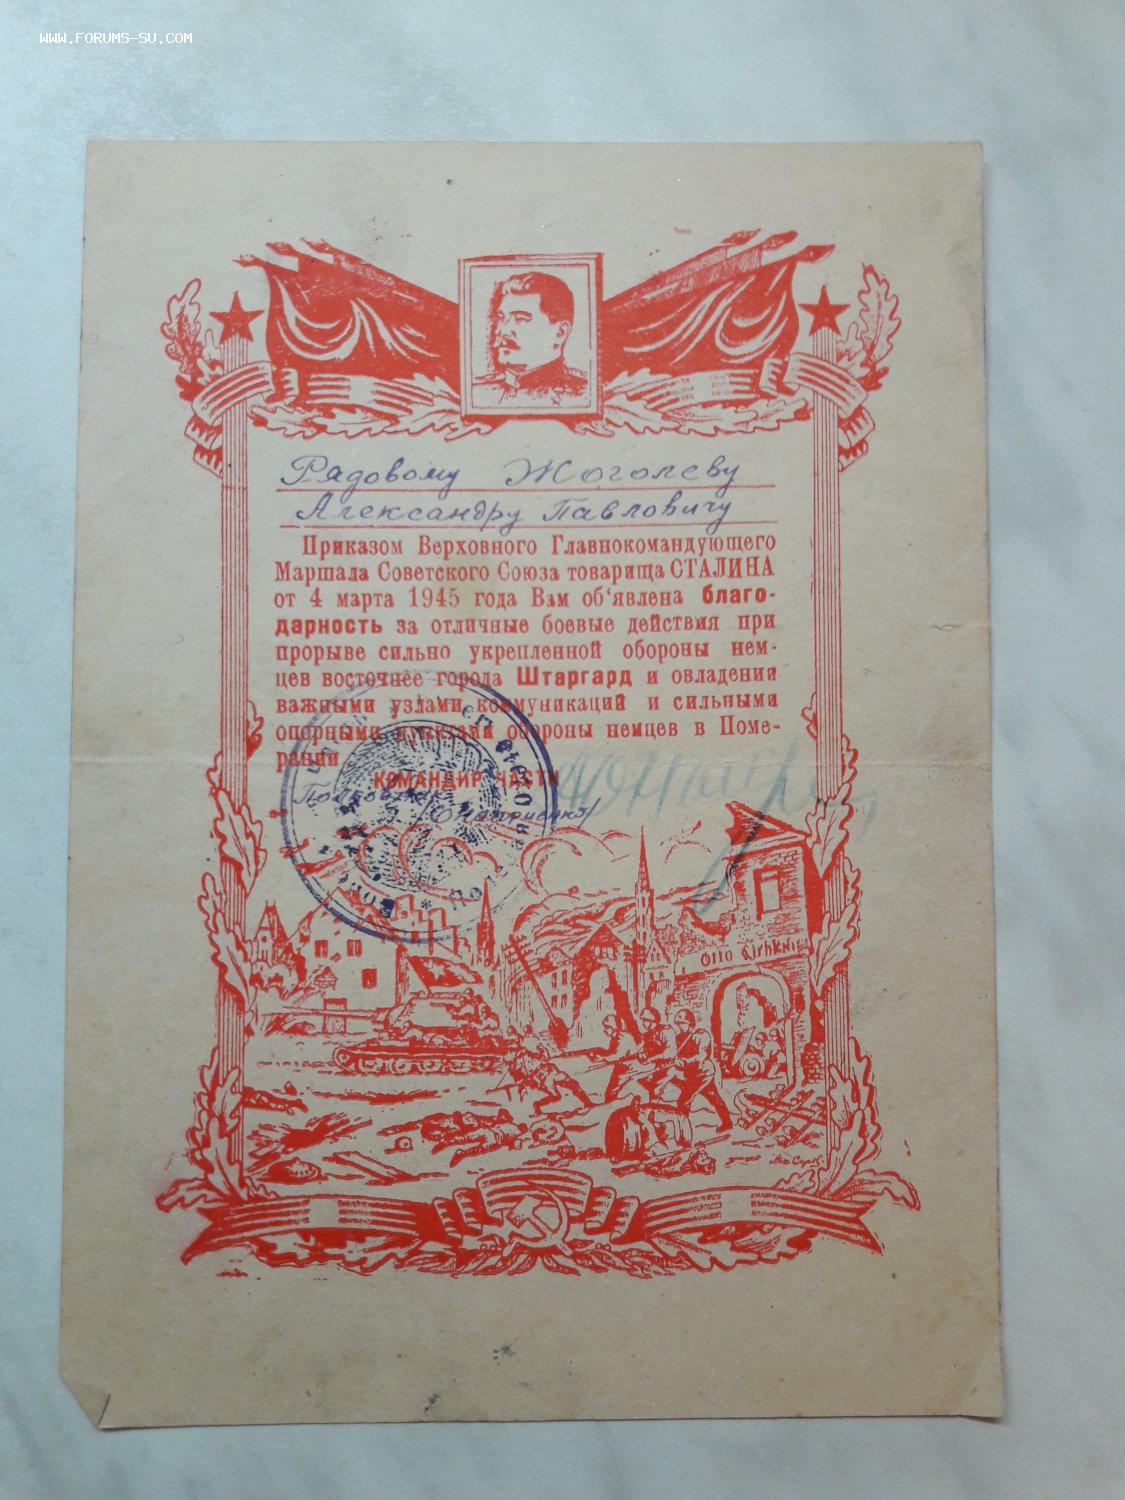 WWW.FORUMS-SU.COM
Рядовому Жоголеву
Александру Павловичу
Приказом Верховного Главнокомандующего
Маршала Советского Союза товарища СТАЛИНА
от 4 марта 1945 года Вам об‘явлена благо-
дарность за отличные боевые действия при
прорыве сильно укрепленной обороны нем-
цев восточнее города Штаргард и овладении
важными узлами коммуникаций и сильными
опорными пунктами обороны немцев в Поме-
рании
КОМАНДИР ЧАСТИ
Полковник
Otto